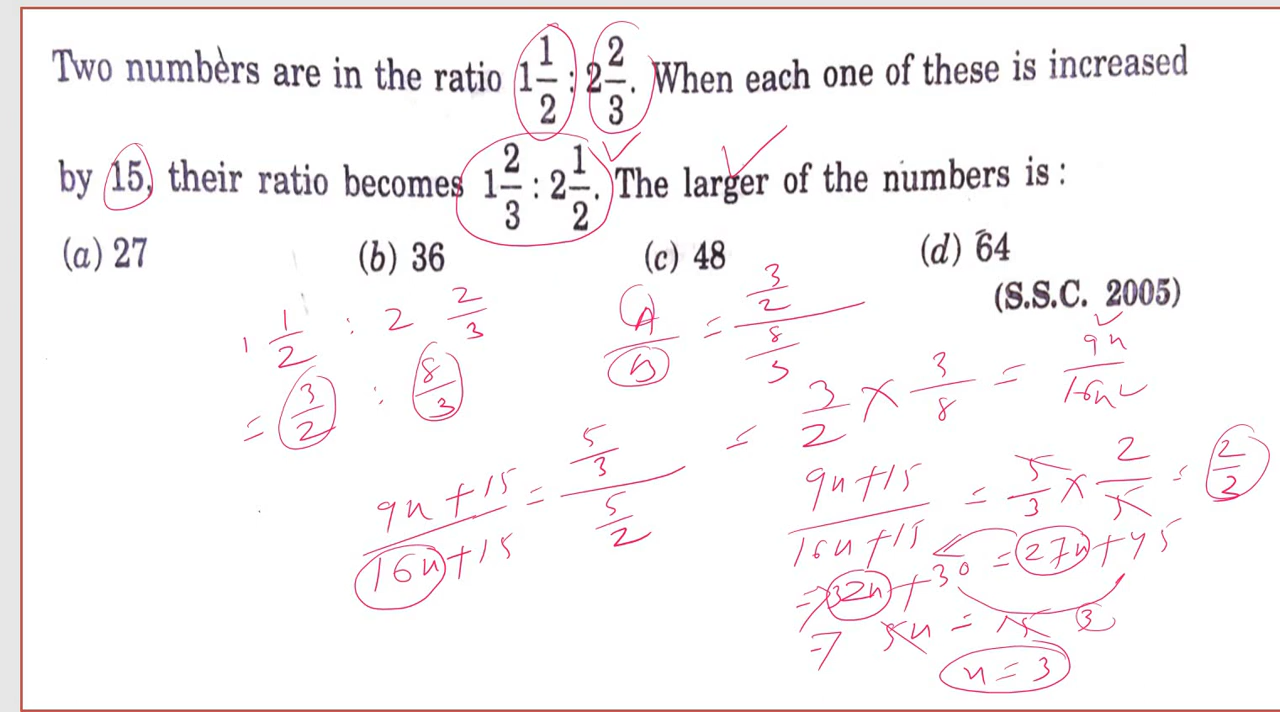 Two numbers are in the ratio 1 1/2 : 2 2/3. When each one of these is increased
by 15, their ratio becomes 1 2/3 : 2 1/2. The larger of the numbers is :
(a) 27 (b) 36 (c) 48 (d) 64
(S.S.C. 2005)
1 1/2 : 2 2/3
= 3/2 : 8/3
A/B = 3/2 / 8/3
= 3/2 × 3/8 = 9x/16x
9x+15/16x+15 = 5/3 / 5/2
9x+15/16x+15 = 5/3 × 2/5 = 2/3
⇒ 32x + 30 = 27x + 45
⇒ 5x = 15 3
x = 3